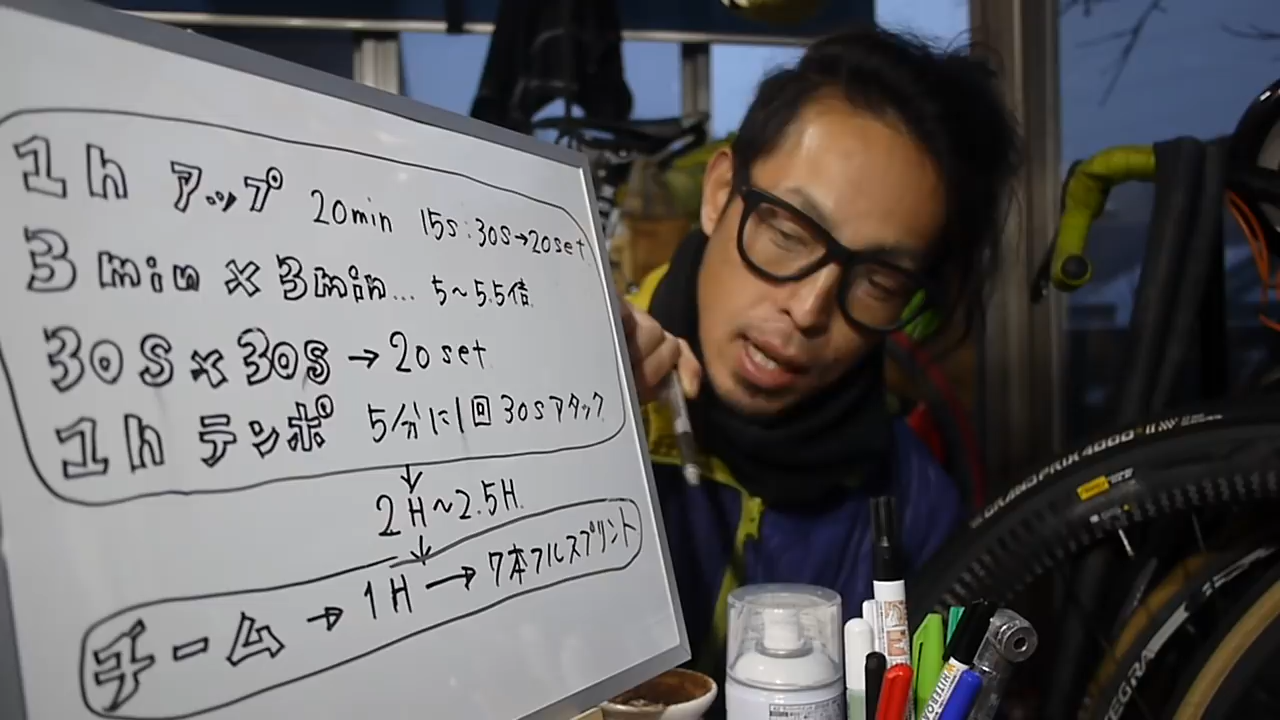 1h アップ 20min 15s:30s→20set
3min×3min... 5~5.5倍
30s×30s→20set
1h テンポ 5分に1回30sアタック
↓
2H~2.5H.
↓
チーム→1H→7本フルスプリント
GRAND PRIX 4000 II